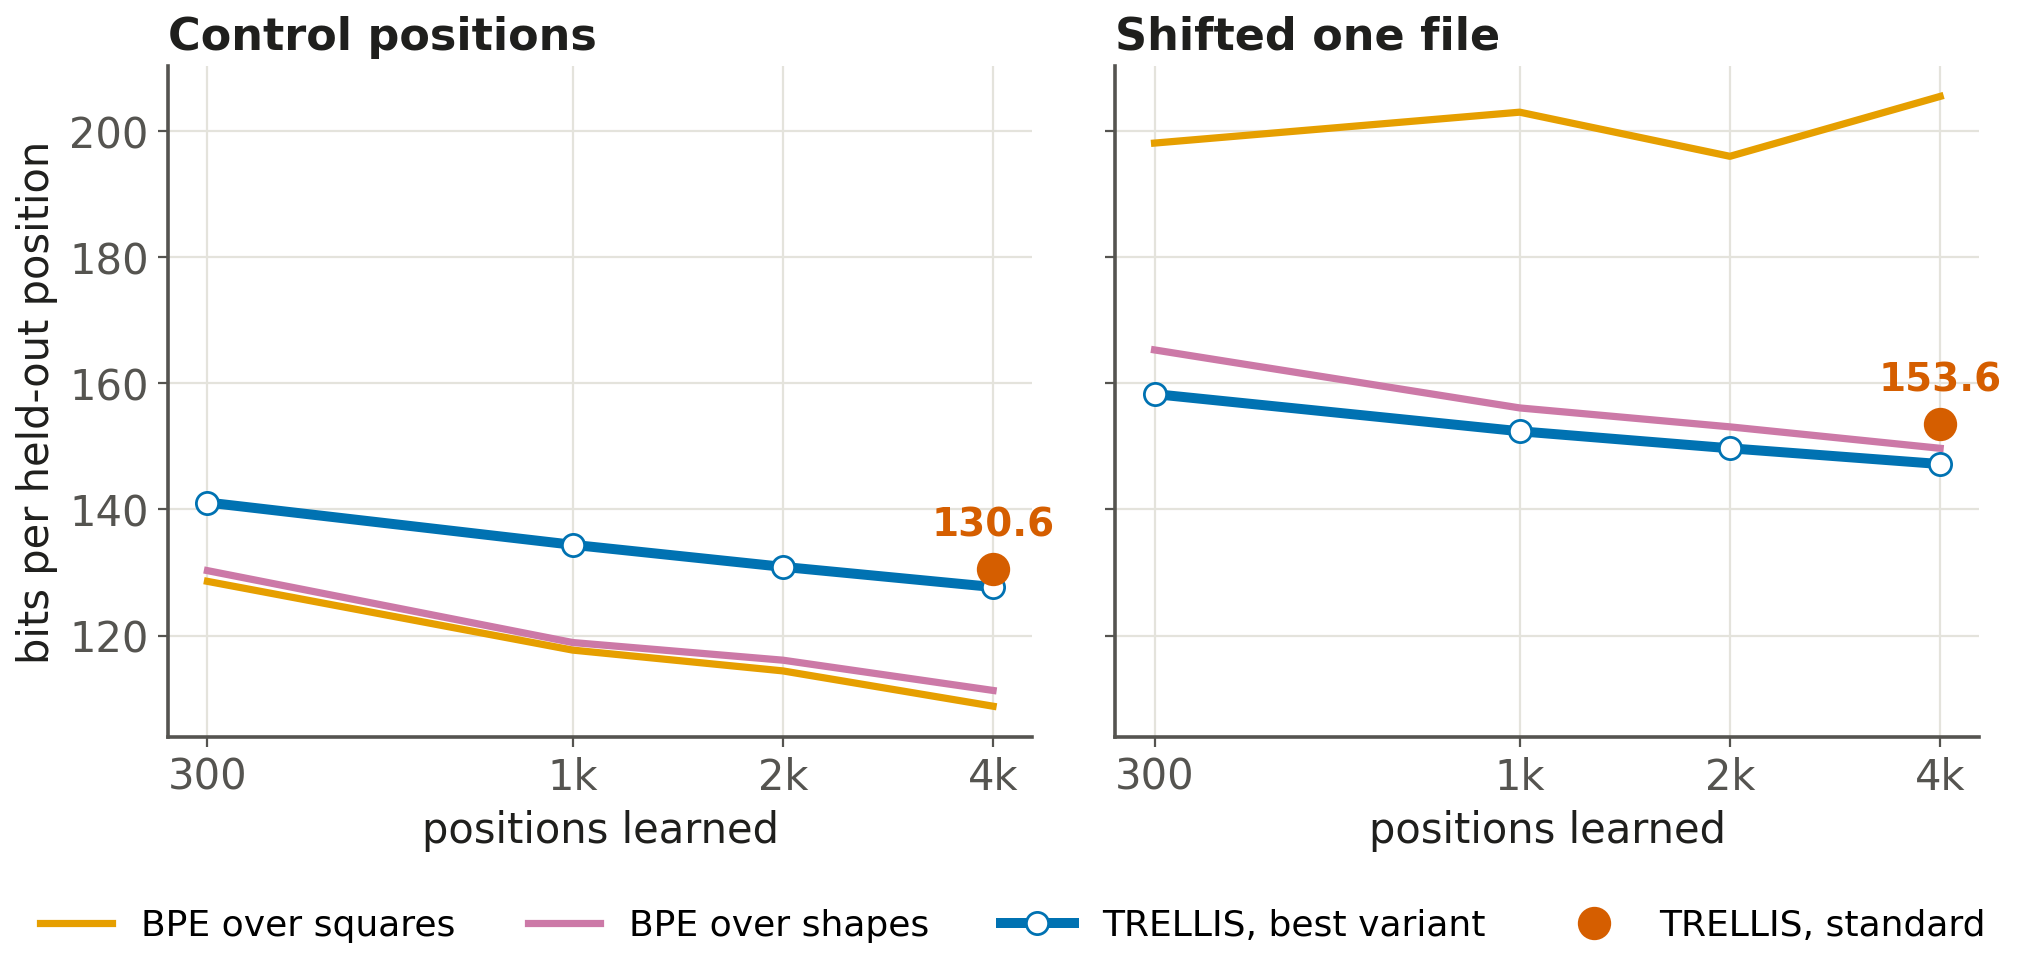 Control positions
bits per held-out position
200
180
160
140
120
130.6
300 1k 2k 4k
positions learned
Shifted one file
153.6
300 1k 2k 4k
positions learned
BPE over squares BPE over shapes TRELLIS, best variant TRELLIS, standard